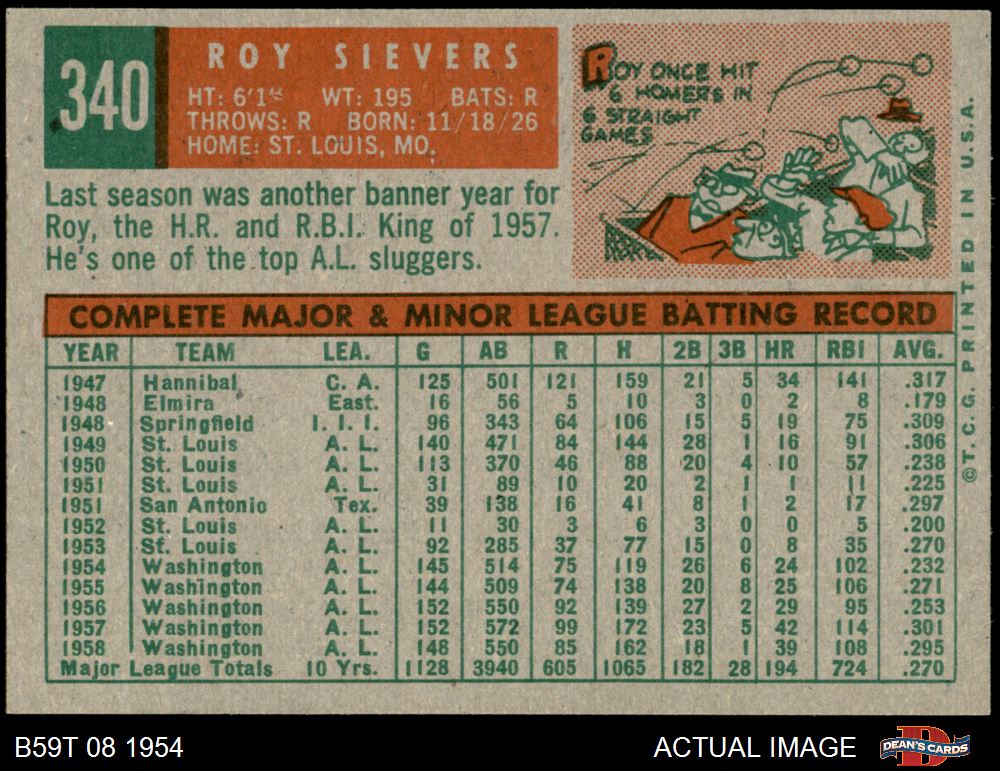 340
ROY SIEVERS
HT: 6'1½ WT: 195 BATS: R
THROWS: R BORN: 11/18/26
HOME: ST. LOUIS, MO.
Last season was another banner year for
Roy, the H.R. and R.B.I. King of 1957.
He's one of the top A.L. sluggers.
ROY ONCE HIT
6 HOMERS IN
6 STRAIGHT
GAMES
COMPLETE MAJOR & MINOR LEAGUE BATTING RECORD
YEAR TEAM LEA. G AB R H 2B 3B HR RBI AVG.
1947 Hannibal C. A. 125 501 121 159 21 5 34 141 .317
1948 Elmira East. 16 56 5 10 3 0 2 8 .179
1948 Springfield I. I. I. 96 343 64 106 15 5 19 75 .309
1949 St. Louis A. L. 140 471 84 144 28 1 16 91 .306
1950 St. Louis A. L. 113 370 46 88 20 4 10 57 .238
1951 St. Louis A. L. 31 89 10 20 2 1 1 11 .225
1951 San Antonio Tex. 39 138 16 41 8 1 2 17 .297
1952 St. Louis A. L. 11 30 3 6 3 0 0 5 .200
1953 St. Louis A. L. 92 285 37 77 15 0 8 35 .270
1954 Washington A. L. 145 514 75 119 26 6 24 102 .232
1955 Washington A. L. 144 509 74 138 20 8 25 106 .271
1956 Washington A. L. 152 550 92 139 27 2 29 95 .253
1957 Washington A. L. 152 572 99 172 23 5 42 114 .301
1958 Washington A. L. 148 550 85 162 18 1 39 108 .295
Major League Totals 10 Yrs. 1128 3940 605 1065 182 28 194 724 .270
©T. C. G. PRINTED IN U.S.A.
B59T 08 1954
ACTUAL IMAGE
DEAN'S CARDS